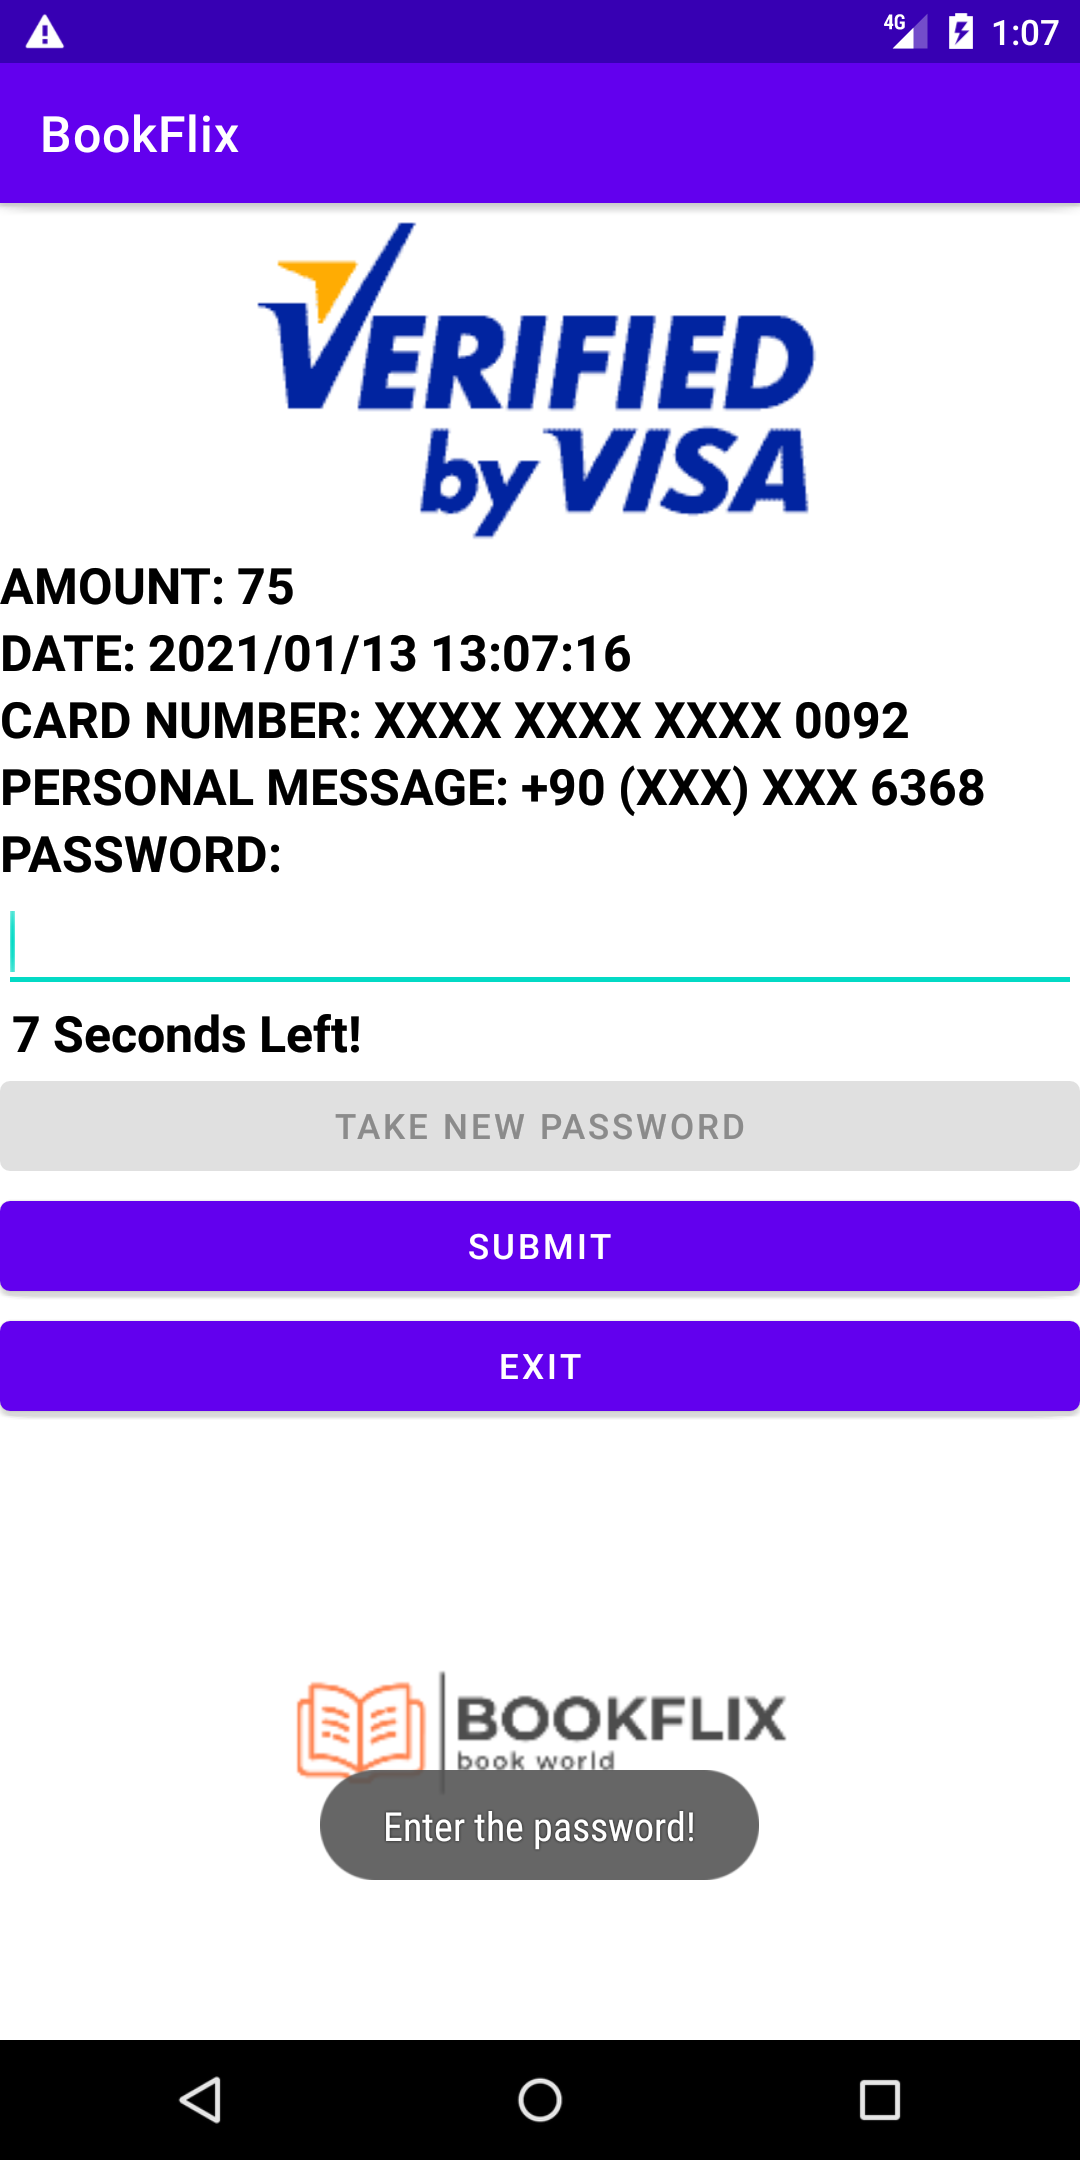 4G 1:07
BookFlix
VERIFIED
by VISA
AMOUNT: 75
DATE: 2021/01/13 13:07:16
CARD NUMBER: XXXX XXXX XXXX 0092
PERSONAL MESSAGE: +90 (XXX) XXX 6368
PASSWORD:
7 Seconds Left!
TAKE NEW PASSWORD
SUBMIT
EXIT
BOOKFLIX
book world
Enter the password!